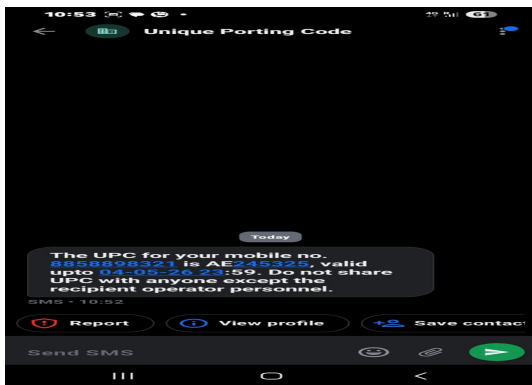 10:53
61
Unique Porting Code
Today
The UPC for your mobile no.
8858898321 is AE245325, valid
upto 04-05-26 23:59. Do not share
UPC with anyone except the
recipient operator personnel.
SMS • 10:52
Report
View profile
Save contac
Send SMS